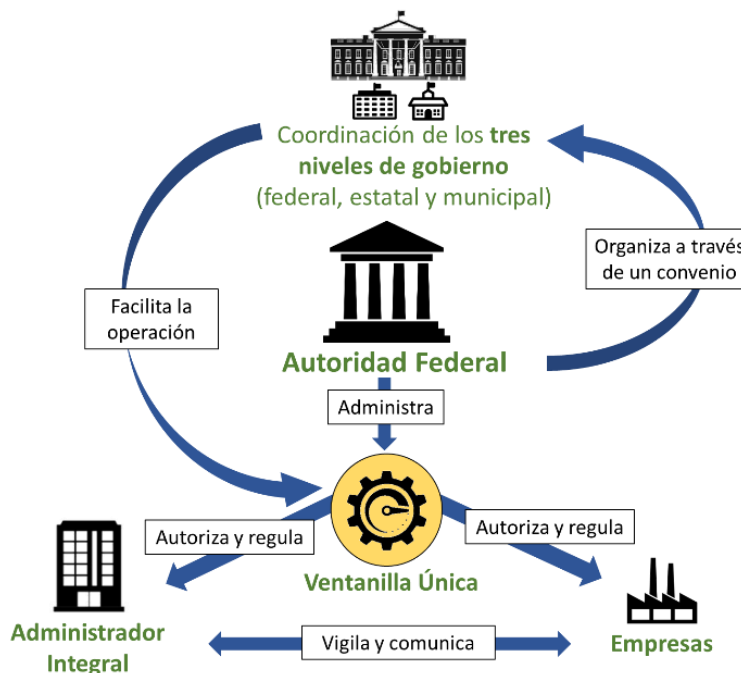 Coordinación de los tres
niveles de gobierno
(federal, estatal y municipal)
Organiza a través
de un convenio
Facilita la
operación
Autoridad Federal
Administra
Autoriza y regula
Autoriza y regula
Ventanilla Única
Administrador
Integral
Vigila y comunica
Empresas